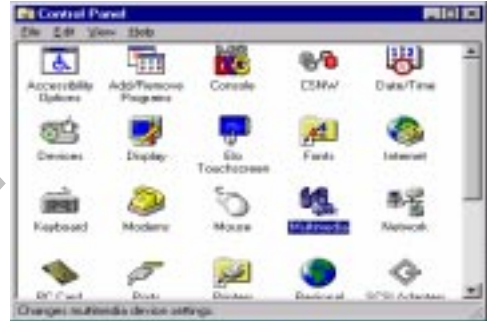 Control Panel
File Edit View Help
Accessibility Options
Add/Remove Programs
Console
CSNW
Date/Time
Devices
Display
Elo Touchscreen
Fonts
Internet
Keyboard
Modems
Mouse
Multimedia
Network
PC Card
Ports
Printers
Regional
SCSI Adapters
Changes multimedia device settings.